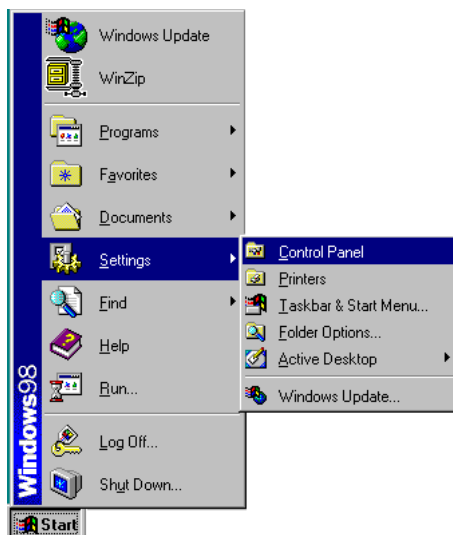 Windows Update
WinZip
Programs
Favorites
Documents
Settings
Find
Help
Run...
Log Off...
Shut Down...
Windows98
Start
Control Panel
Printers
Taskbar & Start Menu...
Folder Options...
Active Desktop
Windows Update...